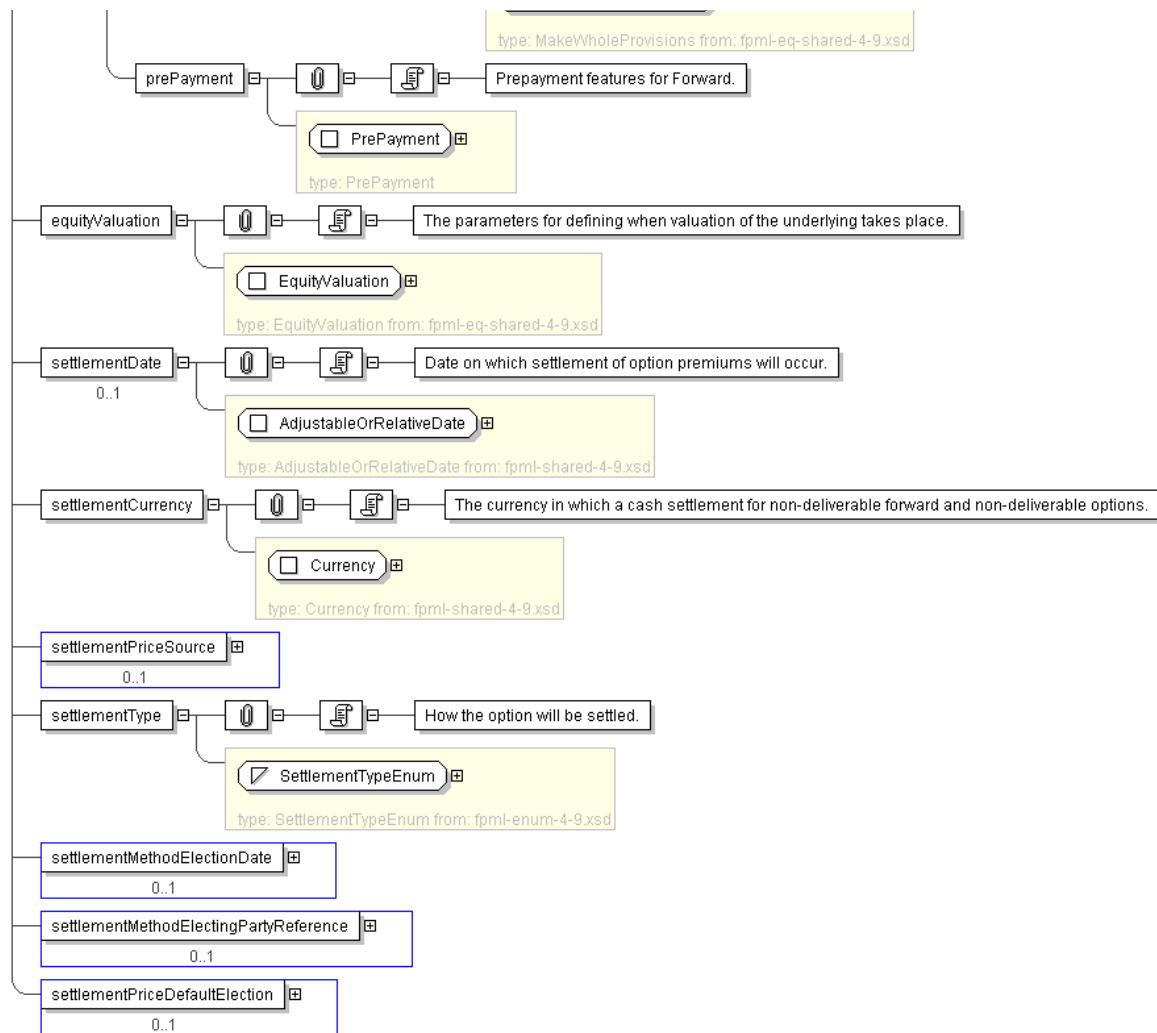 type: MakeWholeProvisions from: fpml-eq-shared-4-9.xsd
prePayment
Prepayment features for Forward.
PrePayment
type: PrePayment
equityValuation
The parameters for defining when valuation of the underlying takes place.
EquityValuation
type: EquityValuation from: fpml-eq-shared-4-9.xsd
settlementDate
Date on which settlement of option premiums will occur.
0..1
AdjustableOrRelativeDate
type: AdjustableOrRelativeDate from: fpml-shared-4-9.xsd
settlementCurrency
The currency in which a cash settlement for non-deliverable forward and non-deliverable options.
Currency
type: Currency from: fpml-shared-4-9.xsd
settlementPriceSource
0..1
settlementType
How the option will be settled.
SettlementTypeEnum
type: SettlementTypeEnum from: fpml-enum-4-9.xsd
settlementMethodElectionDate
0..1
settlementMethodElectingPartyReference
0..1
settlementPriceDefaultElection
0..1